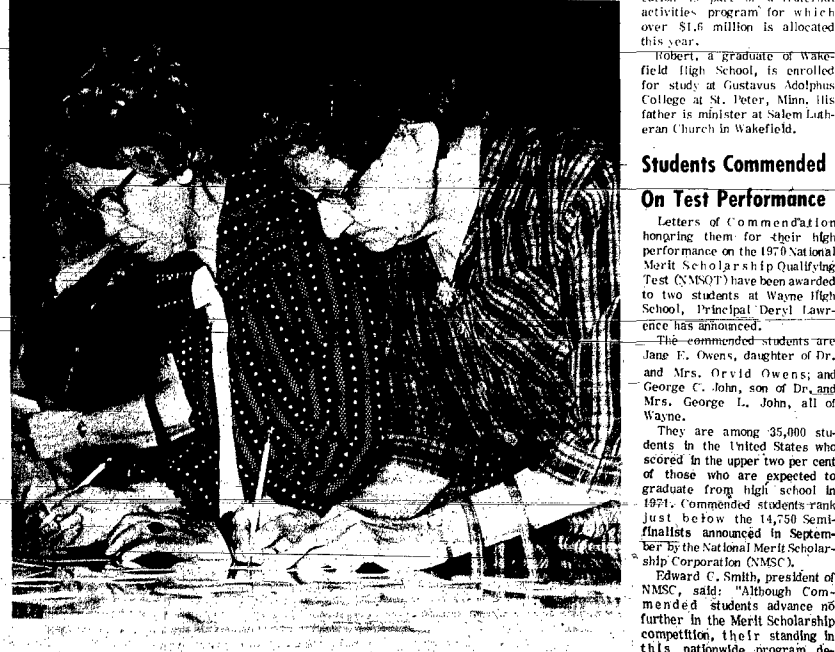 activities program for which
over $1.6 million is allocated
this year.
Robert, a graduate of Wake-
field High School, is enrolled
for study at Gustavus Adolphus
College at St. Peter, Minn. His
father is minister at Salem Luth-
eran Church in Wakefield.
Students Commended
On Test Performance
Letters of Commendation
honoring them for their high
performance on the 1970 National
Merit Scholarship Qualifying
Test (NMSQT) have been awarded
to two students at Wayne High
School, Principal Deryl Lawr-
ence has announced.
The commended students are
Jane E. Owens, daughter of Dr.
and Mrs. Orvid Owens; and
George C. John, son of Dr. and
Mrs. George L. John, all of
Wayne.
They are among 35,000 stu-
dents in the United States who
scored in the upper two per cent
of those who are expected to
graduate from high school in
1971. Commended students rank
just below the 14,750 Semi-
finalists announced in Septem-
ber by the National Merit Scholar-
ship Corporation (NMSC).
Edward C. Smith, president of
NMSC, said: "Although Com-
mended students advance no
further in the Merit Scholarship
competition, their standing in
this nationwide program de-